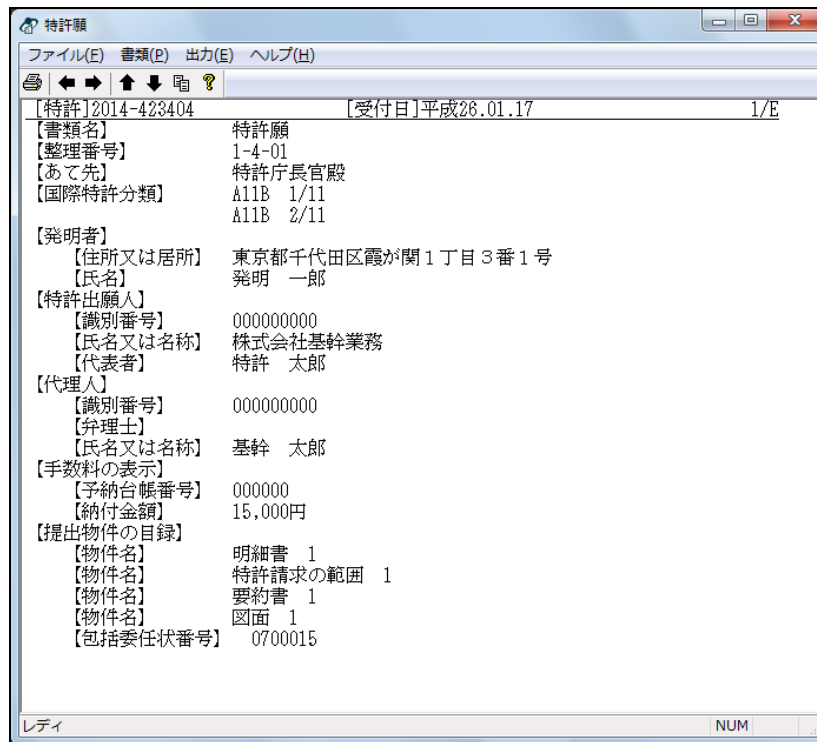 特許願
ファイル(F) 書類(P) 出力(E) ヘルプ(H)
[特許]2014-423404 [受付日]平成26.01.17 1/E
【書類名】 特許願
【整理番号】 1-4-01
【あて先】 特許庁長官殿
【国際特許分類】 A11B 1/11
A11B 2/11
【発明者】
【住所又は居所】 東京都千代田区霞が関1丁目3番1号
【氏名】 発明 一郎
【特許出願人】
【識別番号】 000000000
【氏名又は名称】 株式会社基幹業務
【代表者】 特許 太郎
【代理人】
【識別番号】 000000000
【弁理士】
【氏名又は名称】 基幹 太郎
【手数料の表示】
【予納台帳番号】 000000
【納付金額】 15,000円
【提出物件の目録】
【物件名】 明細書 1
【物件名】 特許請求の範囲 1
【物件名】 要約書 1
【物件名】 図面 1
【包括委任状番号】 0700015
レディ NUM